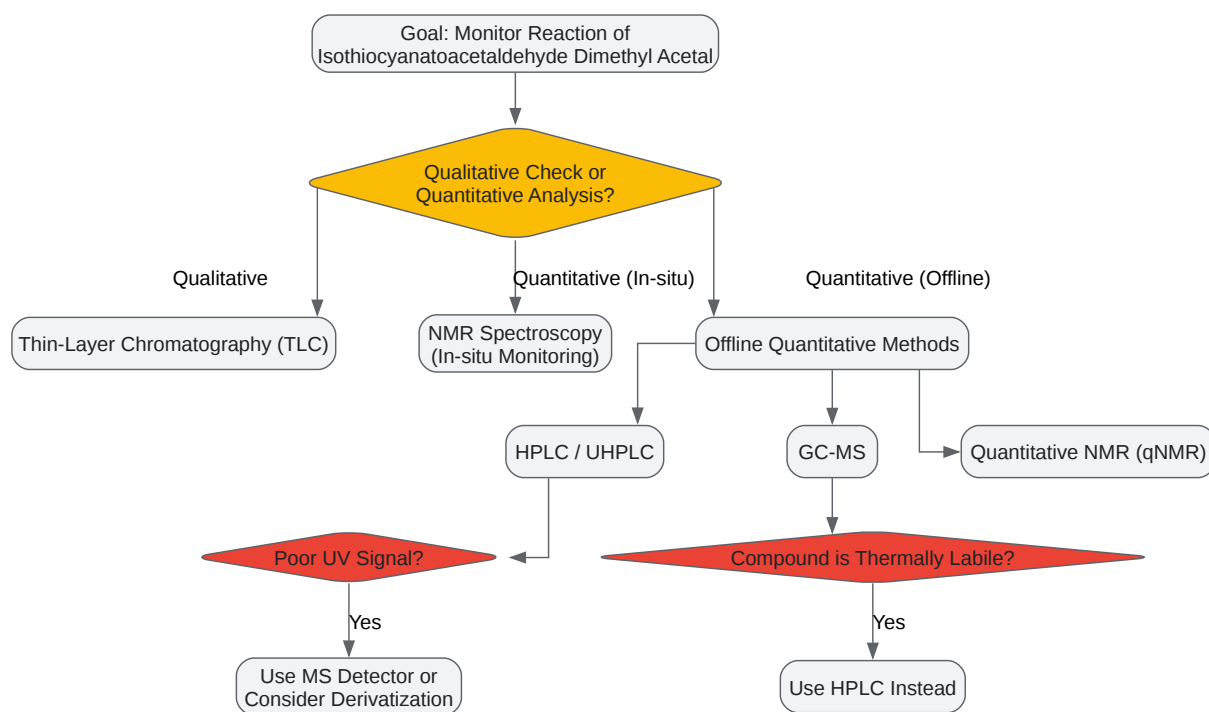 Goal: Monitor Reaction of
Isothiocyanatoacetaldehyde Dimethyl Acetal
Qualitative Check or
Quantitative Analysis?
Qualitative
Quantitative (In-situ)
Quantitative (Offline)
Thin-Layer Chromatography (TLC)
NMR Spectroscopy
(In-situ Monitoring)
Offline Quantitative Methods
HPLC / UHPLC
GC-MS
Quantitative NMR (qNMR)
Poor UV Signal?
Compound is Thermally Labile?
Yes
Yes
Use MS Detector or
Consider Derivatization
Use HPLC Instead